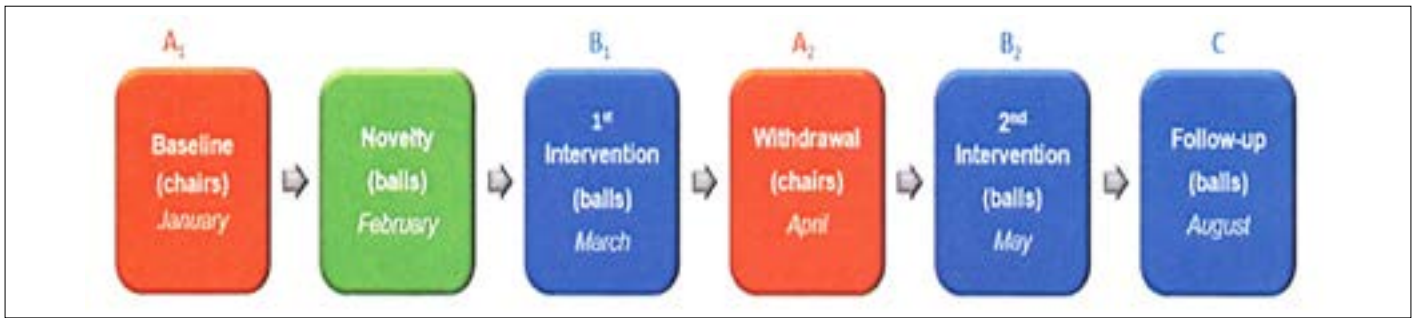 A₁
Baseline
(chairs)
January
Novelty
(balls)
February
B₁
1st
Intervention
(balls)
March
A₂
Withdrawal
(chairs)
April
B₂
2nd
Intervention
(balls)
May
C
Follow-up
(balls)
August